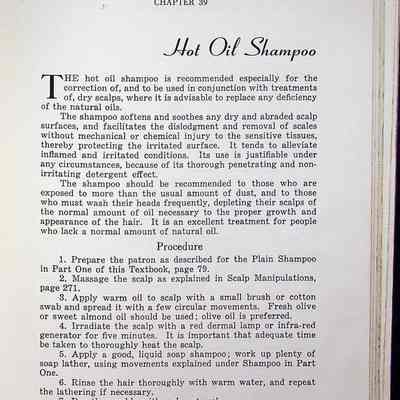 CHAPTER 39
Hot Oil Shampoo
THE hot oil shampoo is recommended especially for the
correction of, and to be used in conjunction with treatments
of, dry scalps, where it is advisable to replace any deficiency
of the natural oils.
The shampoo softens and soothes any dry and abraded scalp
surfaces, and facilitates the dislodgment and removal of scales
without mechanical or chemical injury to the sensitive tissues,
thereby protecting the irritated surface. It tends to alleviate
inflamed and irritated conditions. Its use is justifiable under
any circumstances, because of its thorough penetrating and non-
irritating detergent effect.
The shampoo should be recommended to those who are
exposed to more than the usual amount of dust, and to those
who must wash their heads frequently, depleting their scalps of
the normal amount of oil necessary to the proper growth and
appearance of the hair. It is an excellent treatment for people
who lack a normal amount of natural oil.
Procedure
1. Prepare the patron as described for the Plain Shampoo
in Part One of this Textbook, page 79.
2. Massage the scalp as explained in Scalp Manipulations,
page 271.
3. Apply warm oil to scalp with a small brush or cotton
swab and spread it with a few circular movements. Fresh olive
or sweet almond oil should be used; olive oil is preferred.
4. Irradiate the scalp with a red dermal lamp or infra-red
generator for five minutes. It is important that adequate time
be taken to thoroughly heat the scalp.
5. Apply a good, liquid soap shampoo; work up plenty of
soap lather, using movements explained under Shampoo in Part
One.
6. Rinse the hair thoroughly with warm water, and repeat
the lathering if necessary.